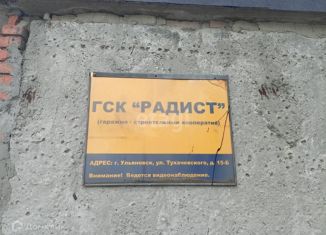 ГСК "РАДИСТ"
(гаражно - строительный кооператив)
АДРЕС: г. Ульяновск, ул. Тухачевского, д. 15-Б
Внимание! Ведется видеонаблюдение.